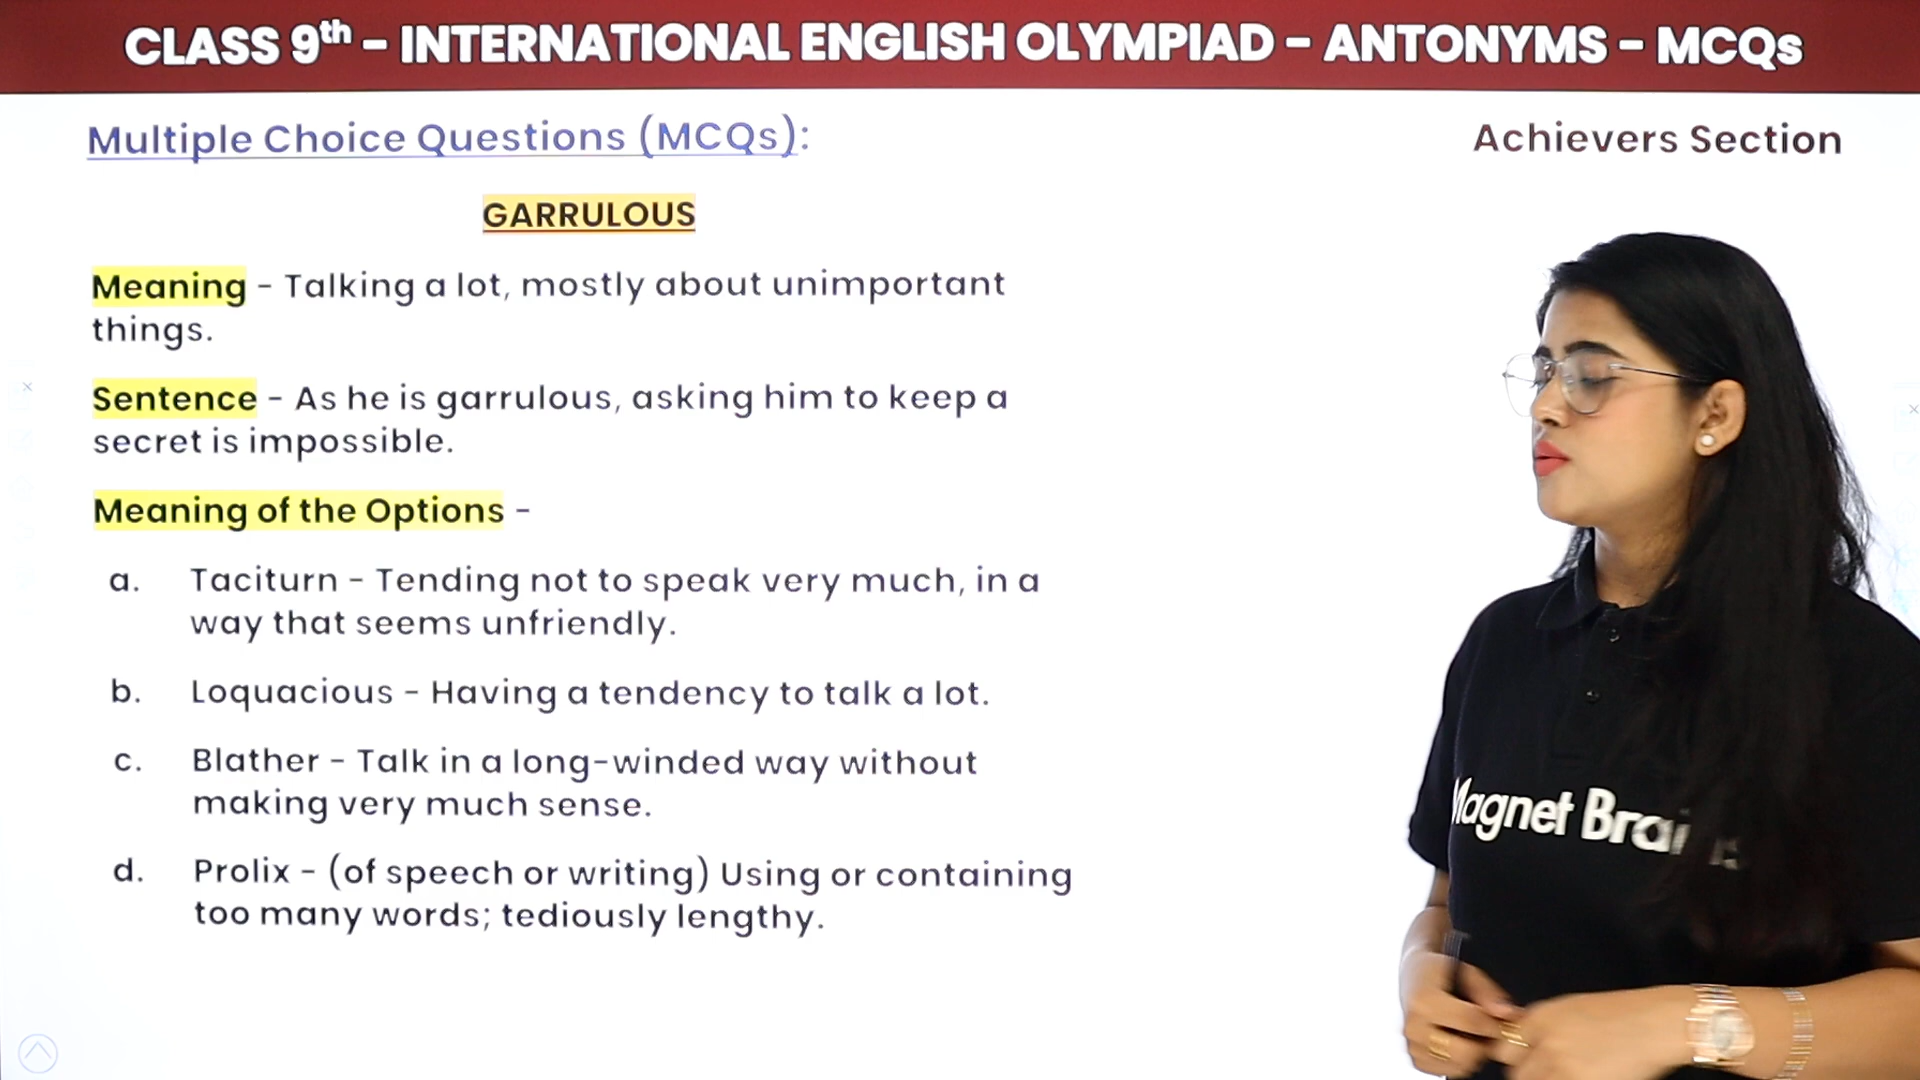 CLASS 9th - INTERNATIONAL ENGLISH OLYMPIAD - ANTONYMS - MCQs
Multiple Choice Questions (MCQs):
Achievers Section
GARRULOUS
Meaning - Talking a lot, mostly about unimportant
things.
Sentence - As he is garrulous, asking him to keep a
secret is impossible.
Meaning of the Options -
a. Taciturn - Tending not to speak very much, in a
way that seems unfriendly.
b. Loquacious - Having a tendency to talk a lot.
c. Blather - Talk in a long-winded way without
making very much sense.
d. Prolix - (of speech or writing) Using or containing
too many words; tediously lengthy.
Magnet Brains